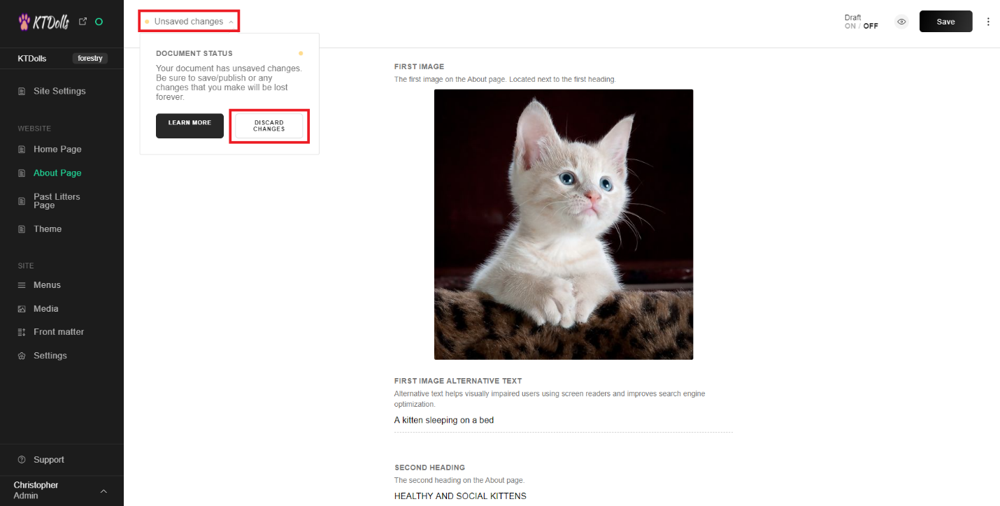 KTDolls
KTDolls
forestry
Site Settings
WEBSITE
Home Page
About Page
Past Litters
Page
Theme
SITE
Menus
Media
Front matter
Settings
Support
Christopher
Admin
Unsaved changes
DOCUMENT STATUS
Your document has unsaved changes.
Be sure to save/publish or any
changes that you make will be lost
forever.
LEARN MORE
DISCARD
CHANGES
Draft
ON / OFF
Save
FIRST IMAGE
The first image on the About page. Located next to the first heading.
FIRST IMAGE ALTERNATIVE TEXT
Alternative text helps visually impaired users using screen readers and improves search engine
optimization.
A kitten sleeping on a bed
SECOND HEADING
The second heading on the About page.
HEALTHY AND SOCIAL KITTENS